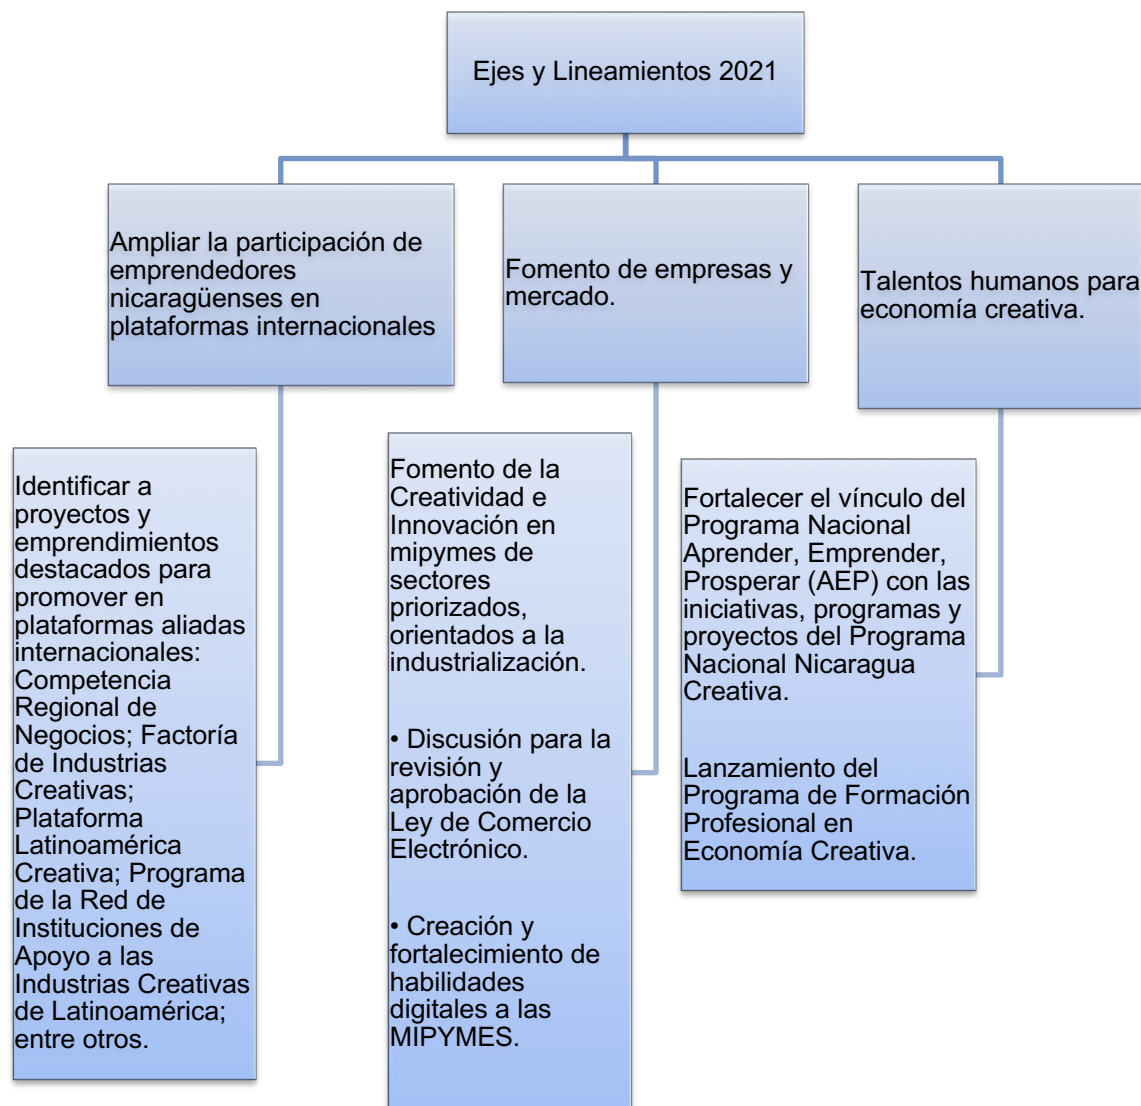 Ejes y Lineamientos 2021
Ampliar la participación de
emprendedores
nicaragüenses en
plataformas internacionales
Fomento de empresas y
mercado.
Talentos humanos para
economía creativa.
Identificar a
proyectos y
emprendimientos
destacados para
promover en
plataformas aliadas
internacionales:
Competencia
Regional de
Negocios; Factoría
de Industrias
Creativas;
Plataforma
Latinoamérica
Creativa; Programa
de la Red de
Instituciones de
Apoyo a las
Industrias Creativas
de Latinoamérica;
entre otros.
Fomento de la
Creatividad e
Innovación en
mipymes de
sectores
priorizados,
orientados a la
industrialización.
• Discusión para la
revisión y
aprobación de la
Ley de Comercio
Electrónico.
• Creación y
fortalecimiento de
habilidades
digitales a las
MIPYMES.
Fortalecer el vínculo del
Programa Nacional
Aprender, Emprender,
Prosperar (AEP) con las
iniciativas, programas y
proyectos del Programa
Nacional Nicaragua
Creativa.
Lanzamiento del
Programa de Formación
Profesional en
Economía Creativa.